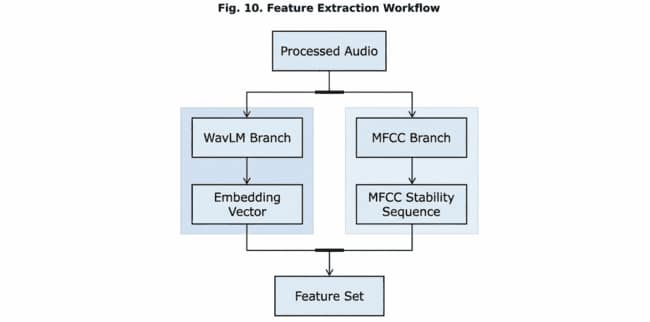 Fig. 10. Feature Extraction Workflow
Processed Audio
WavLM Branch
MFCC Branch
Embedding
Vector
MFCC Stability
Sequence
Feature Set